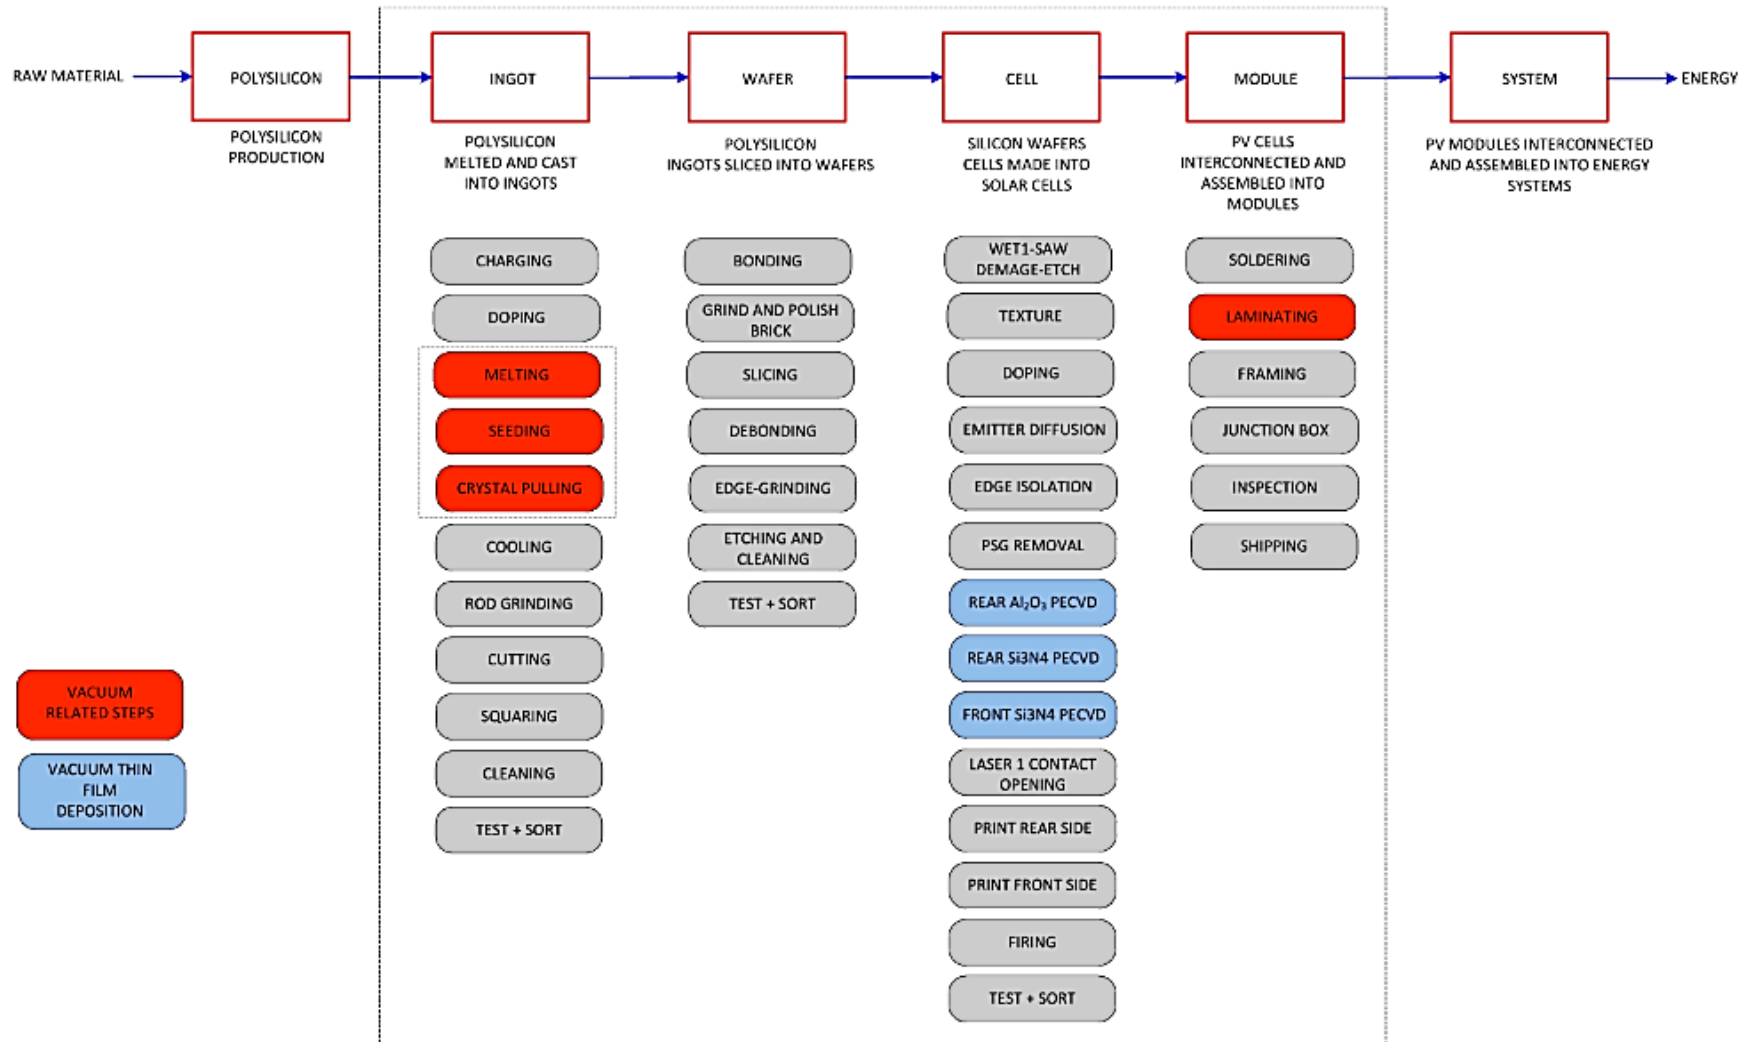 RAW MATERIAL
POLYSILICON
INGOT
WAFER
CELL
MODULE
SYSTEM
ENERGY
POLYSILICON
PRODUCTION
POLYSILICON
MELTED AND CAST
INTO INGOTS
POLYSILICON
INGOTS SLICED INTO WAFERS
SILICON WAFERS
CELLS MADE INTO
SOLAR CELLS
PV CELLS
INTERCONNECTED AND
ASSEMBLED INTO
MODULES
PV MODULES INTERCONNECTED
AND ASSEMBLED INTO ENERGY
SYSTEMS
CHARGING
DOPING
MELTING
SEEDING
CRYSTAL PULLING
COOLING
ROD GRINDING
CUTTING
SQUARING
CLEANING
TEST + SORT
BONDING
GRIND AND POLISH
BRICK
SLICING
DEBONDING
EDGE-GRINDING
ETCHING AND
CLEANING
TEST + SORT
WET1-SAW
DEMAGE-ETCH
TEXTURE
DOPING
EMITTER DIFFUSION
EDGE ISOLATION
PSG REMOVAL
REAR Al₂O₃ PECVD
REAR Si3N4 PECVD
FRONT Si3N4 PECVD
LASER 1 CONTACT
OPENING
PRINT REAR SIDE
PRINT FRONT SIDE
FIRING
TEST + SORT
SOLDERING
LAMINATING
FRAMING
JUNCTION BOX
INSPECTION
SHIPPING
VACUUM
RELATED STEPS
VACUUM THIN
FILM
DEPOSITION